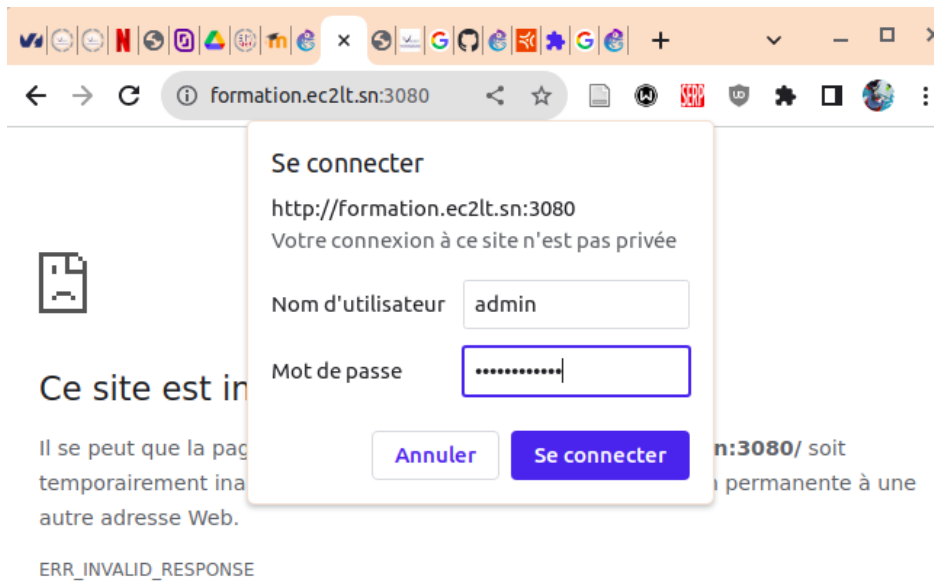 formation.ec2lt.sn:3080
Se connecter
http://formation.ec2lt.sn:3080
Votre connexion à ce site n'est pas privée
Nom d'utilisateur admin
Mot de passe ••••••••••••
Annuler Se connecter
Ce site est in
Il se peut que la pag n:3080/ soit
temporairement ina permanente à une
autre adresse Web.
ERR_INVALID_RESPONSE